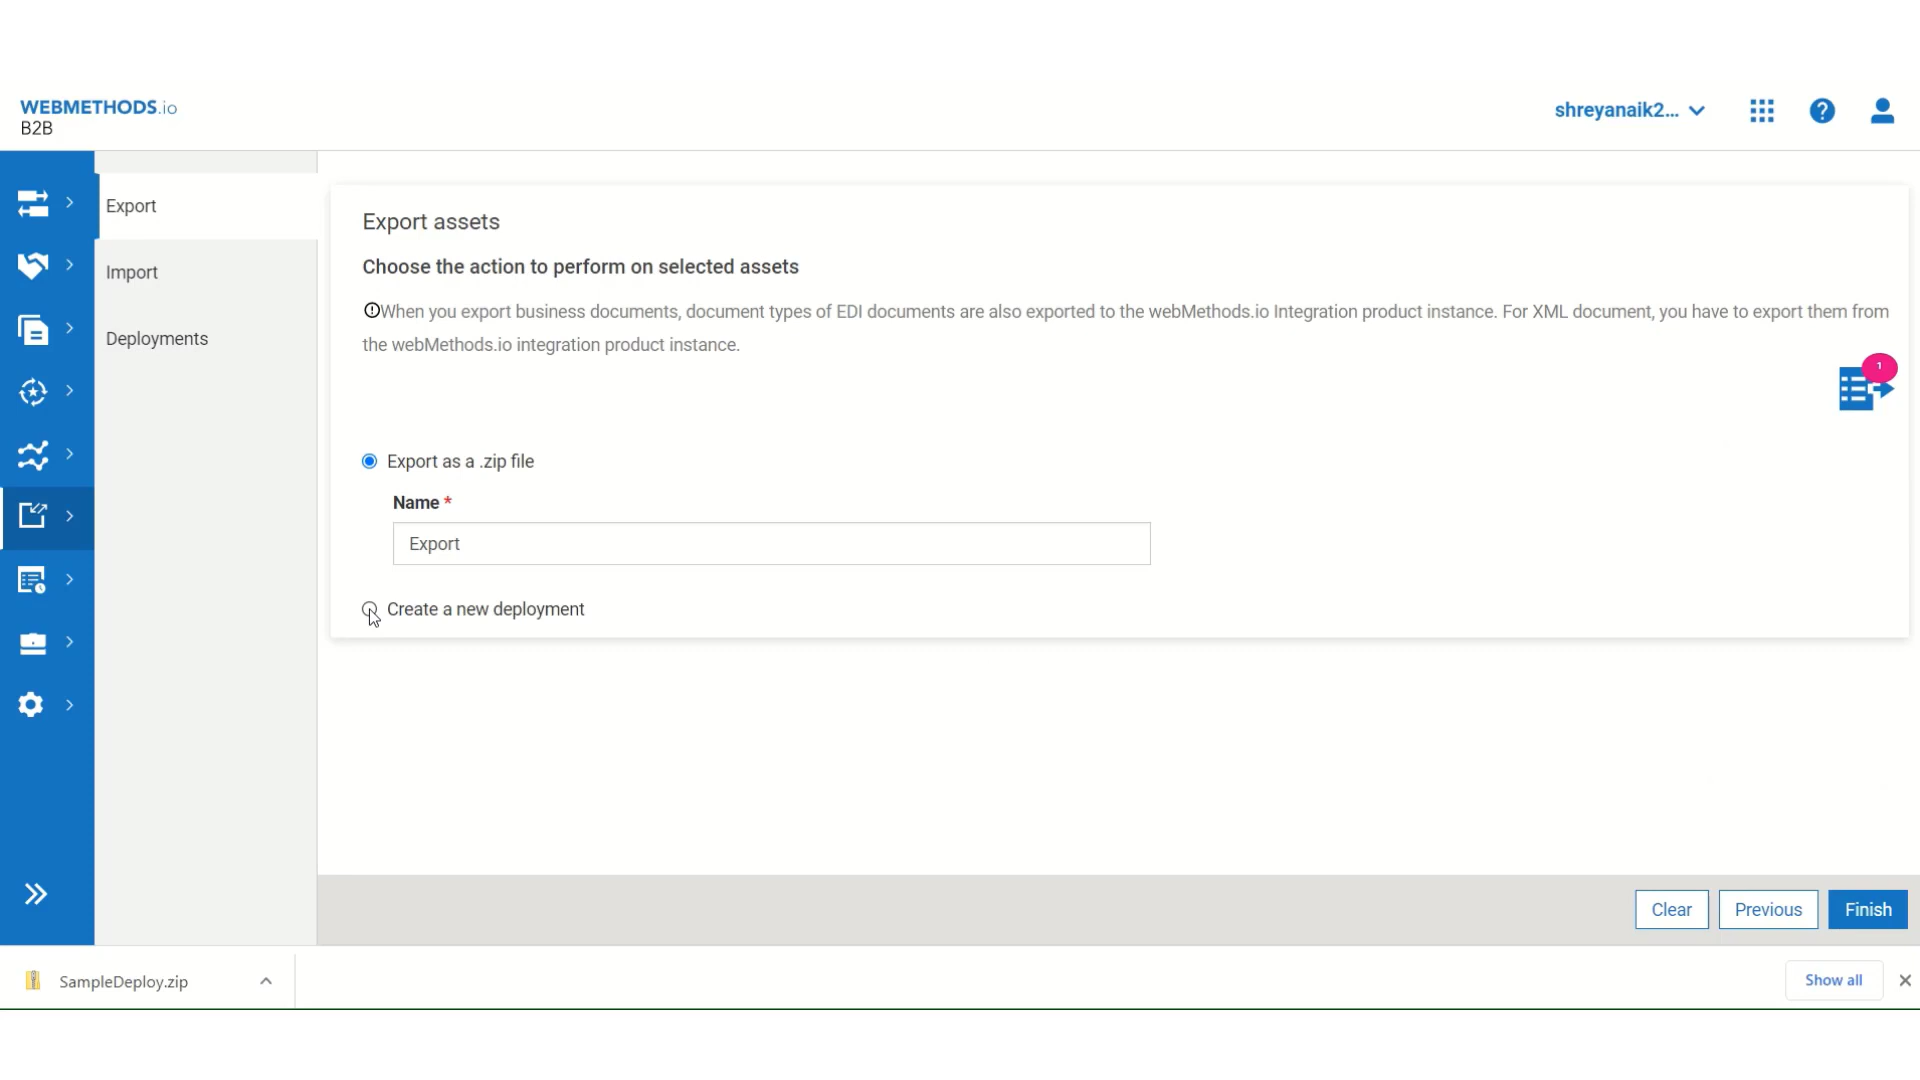 WEBMETHODS.io
B2B
shreyanaik2...
Export
Import
Deployments
Export assets
Choose the action to perform on selected assets
When you export business documents, document types of EDI documents are also exported to the webMethods.io Integration product instance. For XML document, you have to export them from
the webMethods.io integration product instance.
1
Export as a .zip file
Name *
Export
Create a new deployment
Clear
Previous
Finish
SampleDeploy.zip
Show all